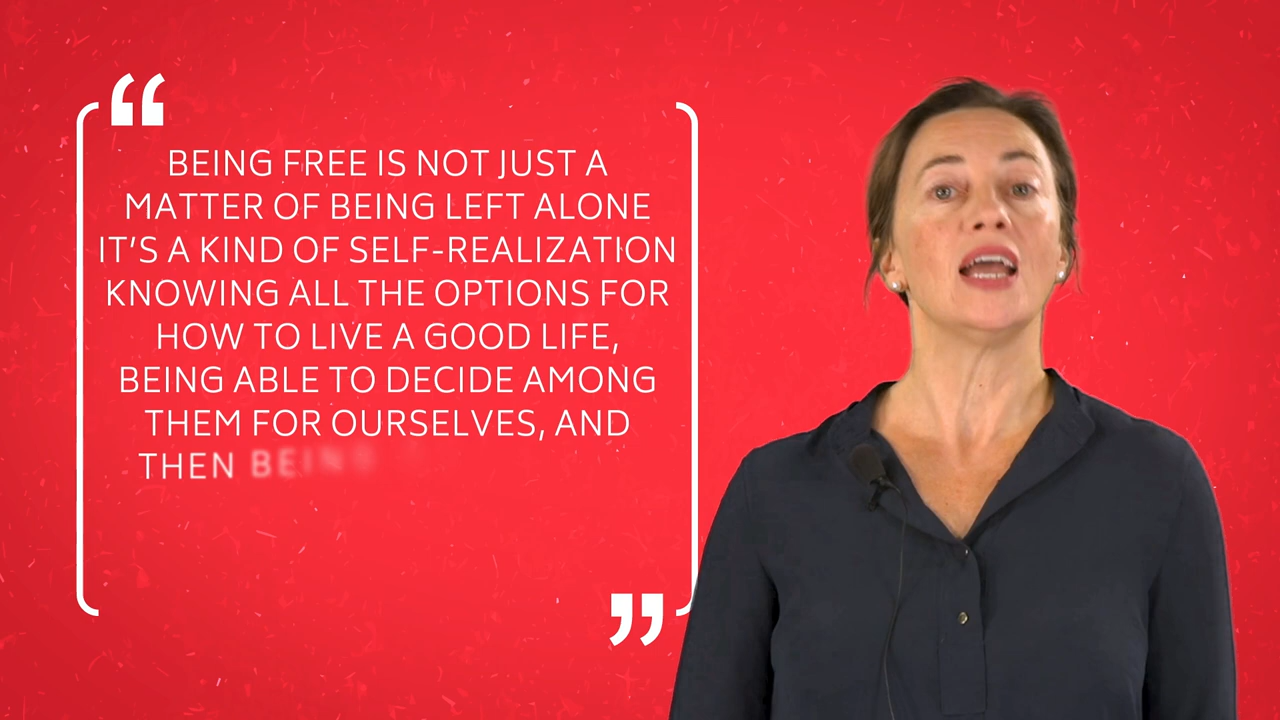 “
BEING FREE IS NOT JUST A
MATTER OF BEING LEFT ALONE
IT’S A KIND OF SELF-REALIZATION
KNOWING ALL THE OPTIONS FOR
HOW TO LIVE A GOOD LIFE,
BEING ABLE TO DECIDE AMONG
THEM FOR OURSELVES, AND
THEN BEING
”